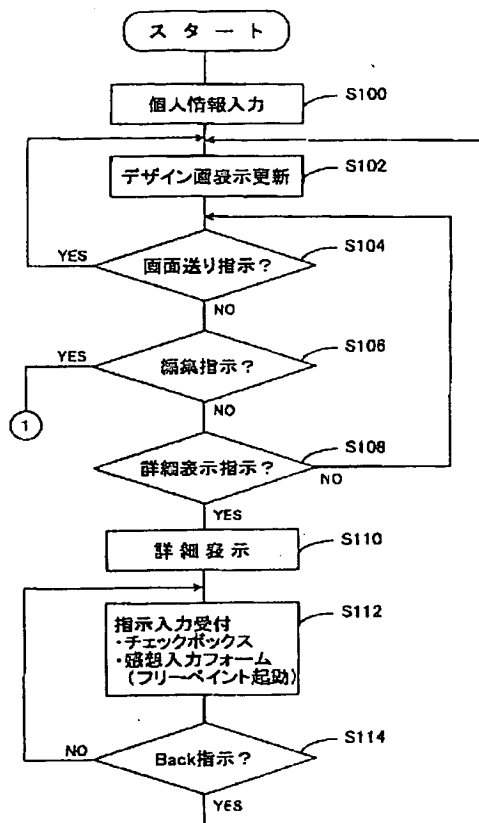 スタート
個人情報入力
S100
デザイン画表示更新
S102
画面送り指示？
S104
YES
NO
編集指示？
S106
YES
NO
1
詳細表示指示？
S108
NO
YES
詳細表示
S110
指示入力受付
・チェックボックス
・感想入力フォーム
（フリーペイント起動）
S112
Back指示？
S114
NO
YES